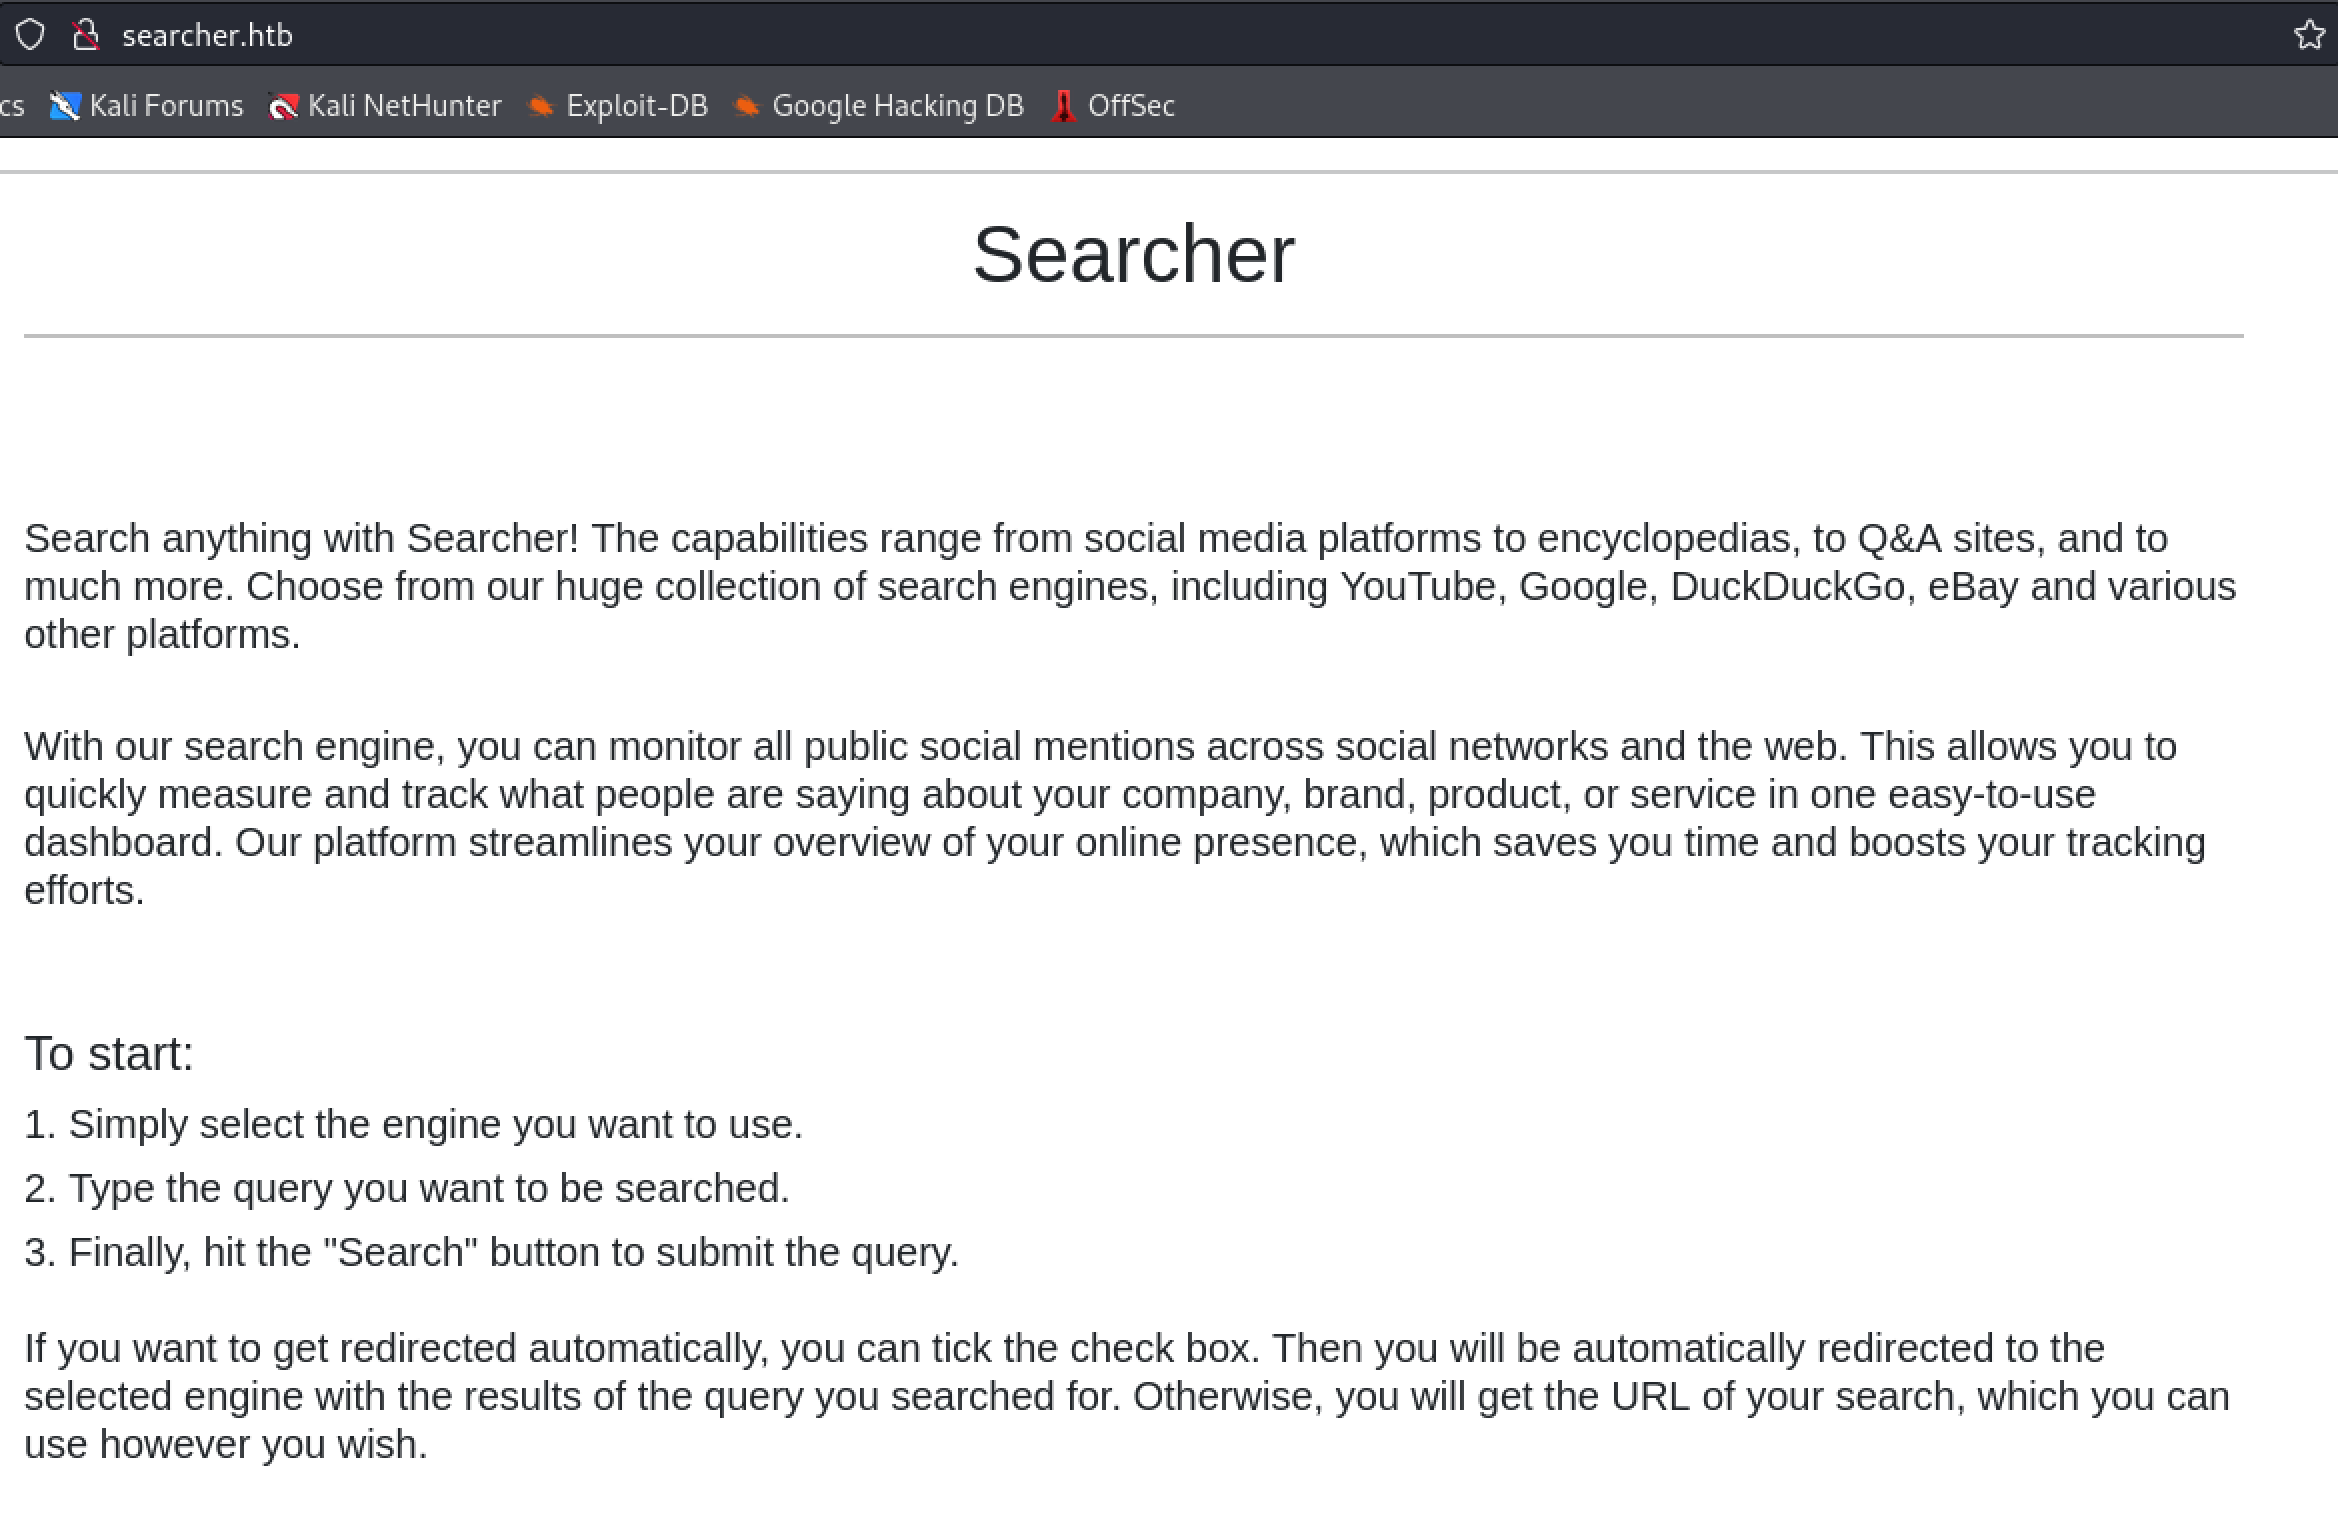 searcher.htb
cs Kali Forums Kali NetHunter Exploit-DB Google Hacking DB OffSec
Searcher
Search anything with Searcher! The capabilities range from social media platforms to encyclopedias, to Q&A sites, and to
much more. Choose from our huge collection of search engines, including YouTube, Google, DuckDuckGo, eBay and various
other platforms.
With our search engine, you can monitor all public social mentions across social networks and the web. This allows you to
quickly measure and track what people are saying about your company, brand, product, or service in one easy-to-use
dashboard. Our platform streamlines your overview of your online presence, which saves you time and boosts your tracking
efforts.
To start:
1. Simply select the engine you want to use.
2. Type the query you want to be searched.
3. Finally, hit the "Search" button to submit the query.
If you want to get redirected automatically, you can tick the check box. Then you will be automatically redirected to the
selected engine with the results of the query you searched for. Otherwise, you will get the URL of your search, which you can
use however you wish.